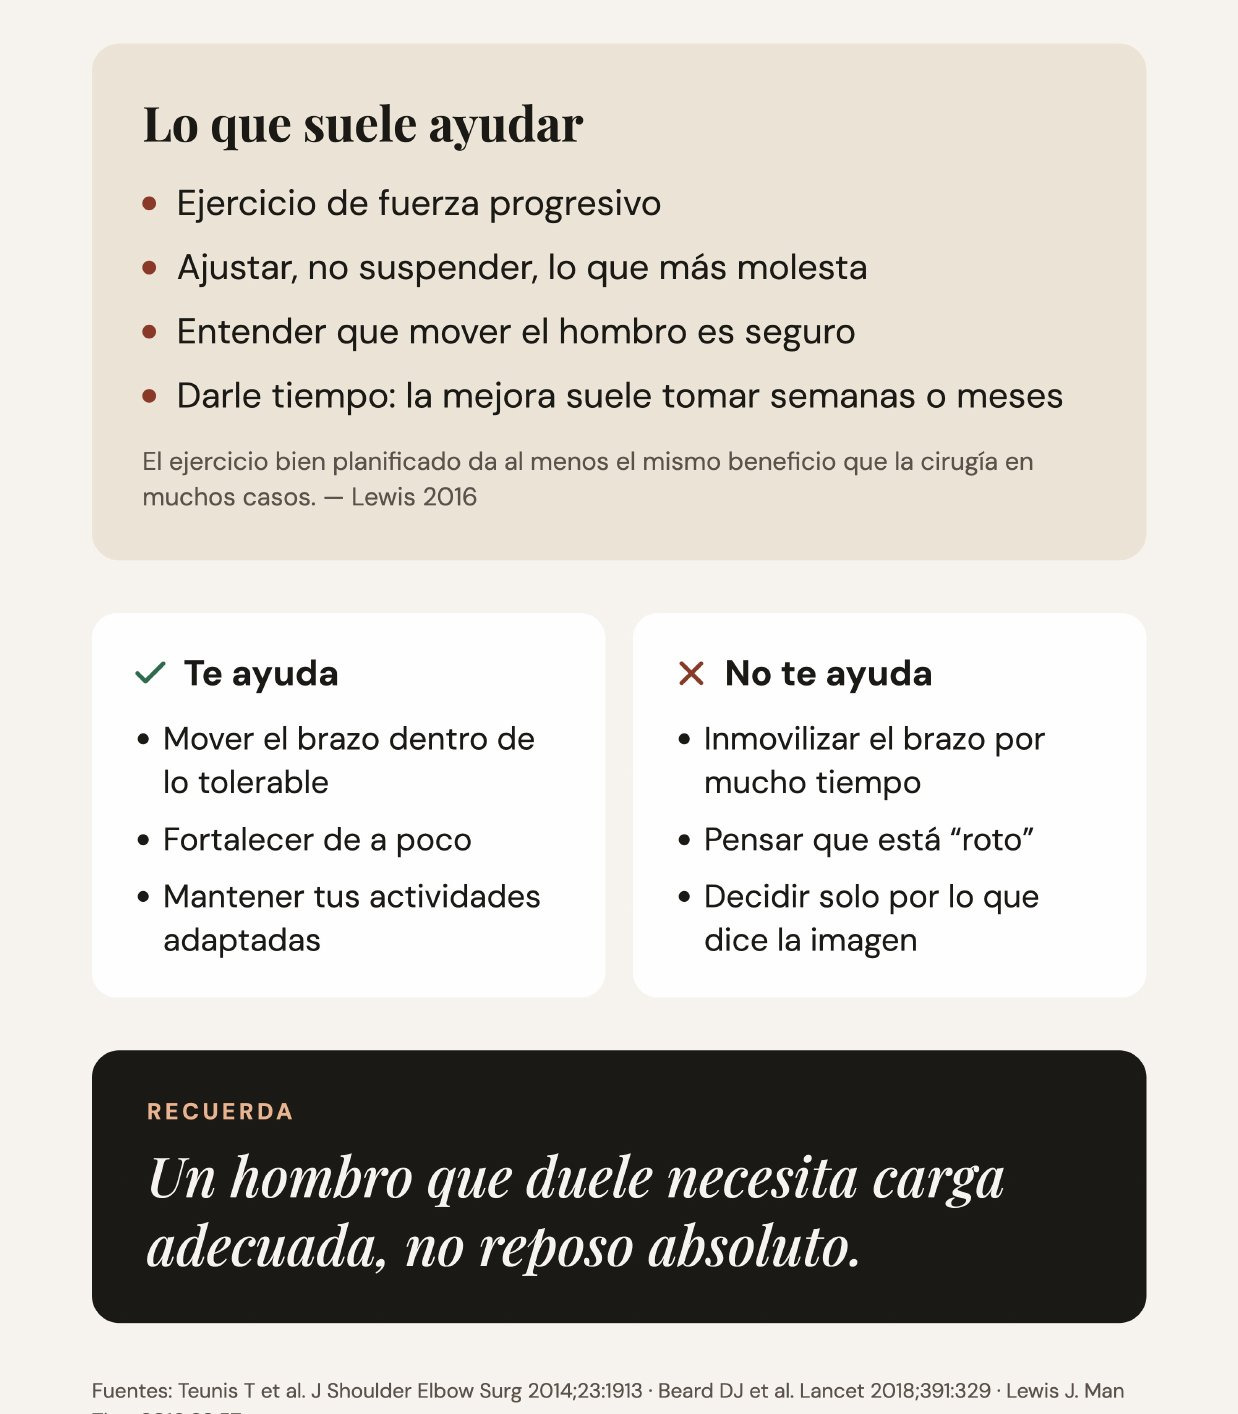 Lo que suele ayudar
• Ejercicio de fuerza progresivo
• Ajustar, no suspender, lo que más molesta
• Entender que mover el hombro es seguro
• Darle tiempo: la mejora suele tomar semanas o meses
El ejercicio bien planificado da al menos el mismo beneficio que la cirugía en
muchos casos. — Lewis 2016
✓ Te ayuda
• Mover el brazo dentro de
lo tolerable
• Fortalecer de a poco
• Mantener tus actividades
adaptadas
✕ No te ayuda
• Inmovilizar el brazo por
mucho tiempo
• Pensar que está “roto”
• Decidir solo por lo que
dice la imagen
RECUERDA
Un hombro que duele necesita carga
adecuada, no reposo absoluto.
Fuentes: Teunis T et al. J Shoulder Elbow Surg 2014;23:1913 · Beard DJ et al. Lancet 2018;391:329 · Lewis J. Man